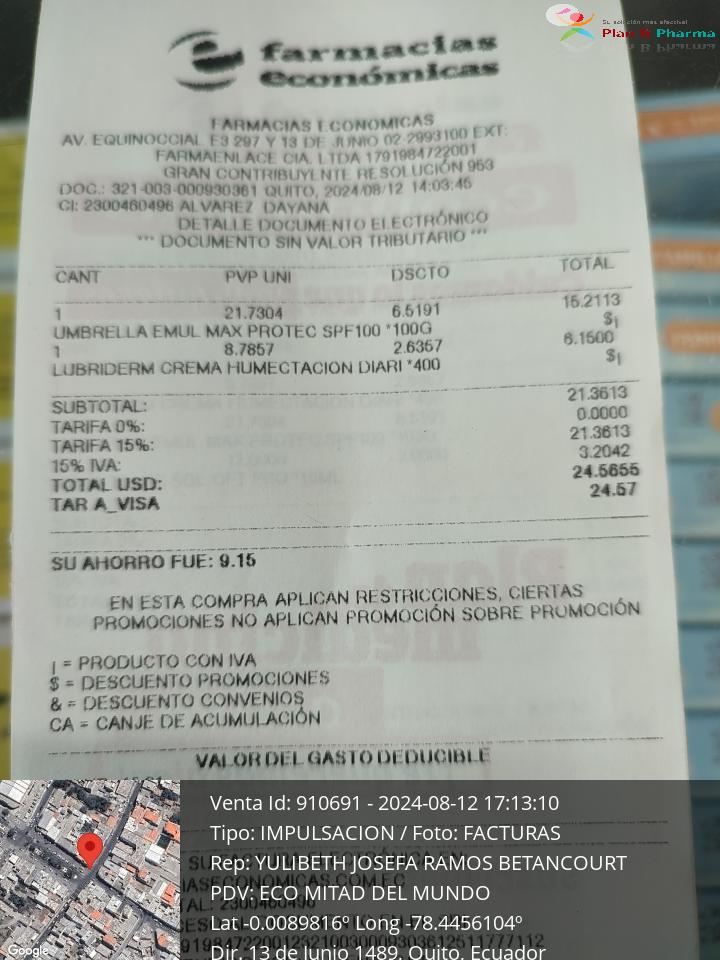 Su solución más efectiva!
Plan B Pharma
farmacias
económicas
FARMACIAS ECONOMICAS
AV. EQUINOCCIAL E3 297 Y 13 DE JUNIO 02 2993100 EXT:
FARMAENLACE CIA. LTDA 1791984722001
GRAN CONTRIBUYENTE RESOLUCIÓN 953
DOC.: 321-003-000930361 QUITO, 2024/08/12 14:03:45
CI: 2300460496 ALVAREZ DAYANA
DETALLE DOCUMENTO ELECTRÓNICO
*** DOCUMENTO SIN VALOR TRIBUTARIO ***
CANT PVP UNI DSCTO TOTAL
1 21.7304 6.5191 15.2113
UMBRELLA EMUL MAX PROTEC SPF100 *100G $¡
1 8.7857 2.6357 6.1500
LUBRIDERM CREMA HUMECTACION DIARI *400 $¡
SUBTOTAL: 21.3613
TARIFA 0%: 0.0000
TARIFA 15%: 21.3613
15% IVA: 3.2042
TOTAL USD: 24.5655
TAR A_VISA 24.57
SU AHORRO FUE: 9.15
EN ESTA COMPRA APLICAN RESTRICCIONES, CIERTAS
PROMOCIONES NO APLICAN PROMOCIÓN SOBRE PROMOCIÓN
¡ = PRODUCTO CON IVA
$ = DESCUENTO PROMOCIONES
& = DESCUENTO CONVENIOS
CA = CANJE DE ACUMULACIÓN
VALOR DEL GASTO DEDUCIBLE
Venta Id: 910691 - 2024-08-12 17:13:10
Tipo: IMPULSACION / Foto: FACTURAS
Rep: YULIBETH JOSEFA RAMOS BETANCOURT
PDV: ECO MITAD DEL MUNDO
Lat -0.0089816º Long -78.4456104º
Dir. 13 de Junio 1489, Quito, Ecuador
Google